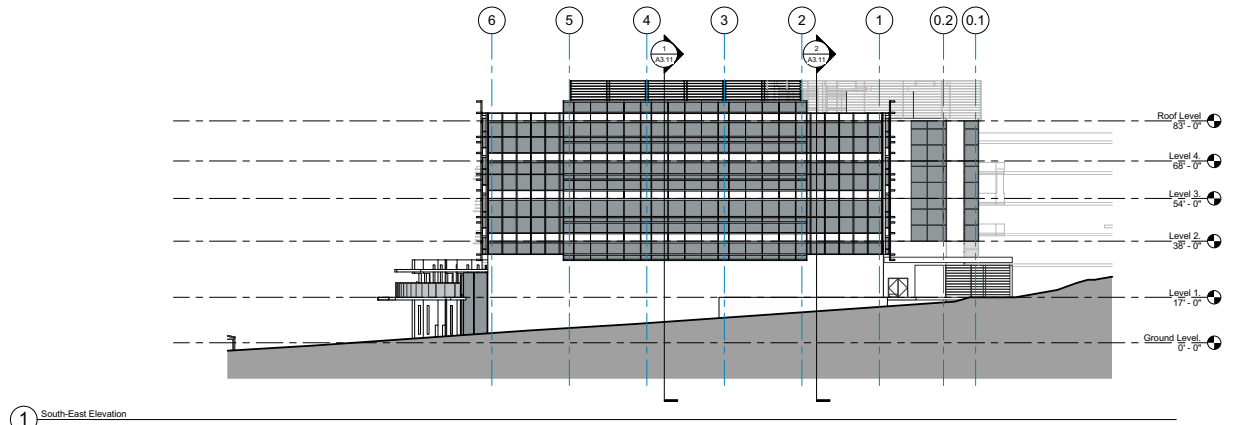 6 5 4 3 2 1 0.2 0.1
1
A3.11
2
A3.11
Roof Level
83' - 0"
Level 4.
68' - 0"
Level 3.
54' - 0"
Level 2.
38' - 0"
Level 1.
17' - 0"
Ground Level.
0' - 0"
1 South-East Elevation